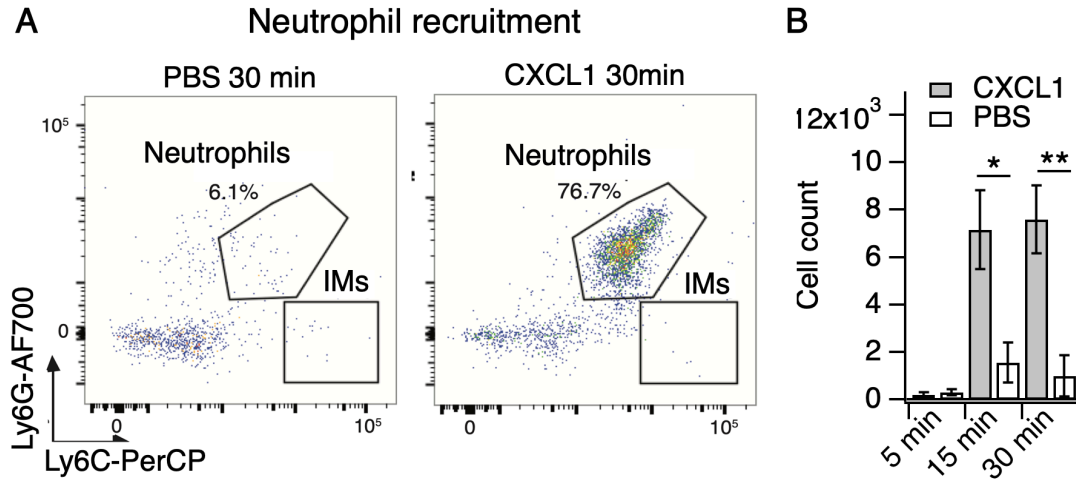 A
Neutrophil recruitment
PBS 30 min
CXCL1 30min
10⁵
0
Neutrophils
6.1%
IMs
Neutrophils
76.7%
IMs
0
10⁵
0
10⁵
Ly6G-AF700
Ly6C-PerCP
B
CXCL1
PBS
12x10³
10
8
6
4
2
0
Cell count
*
**
5 min
15 min
30 min